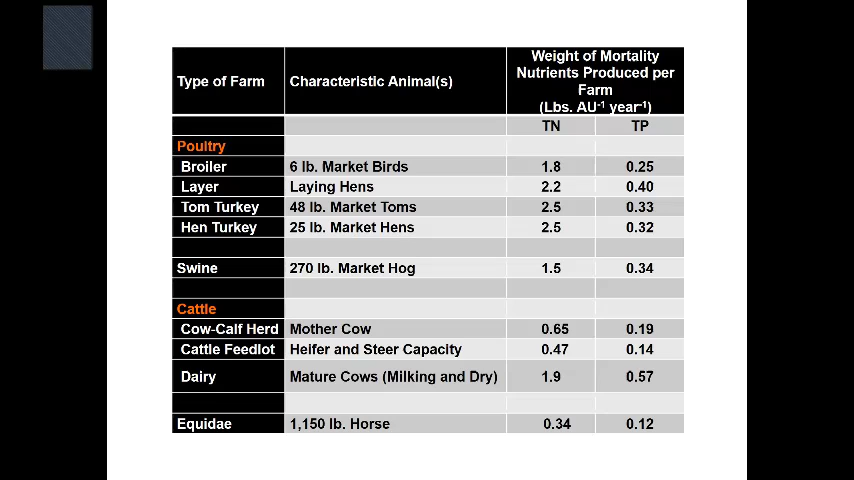 Type of Farm Characteristic Animal(s) Weight of Mortality
Nutrients Produced per
Farm
(Lbs. AU⁻¹ year⁻¹)
TN TP
Poultry
Broiler 6 lb. Market Birds 1.8 0.25
Layer Laying Hens 2.2 0.40
Tom Turkey 48 lb. Market Toms 2.5 0.33
Hen Turkey 25 lb. Market Hens 2.5 0.32
Swine 270 lb. Market Hog 1.5 0.34
Cattle
Cow-Calf Herd Mother Cow 0.65 0.19
Cattle Feedlot Heifer and Steer Capacity 0.47 0.14
Dairy Mature Cows (Milking and Dry) 1.9 0.57
Equidae 1,150 lb. Horse 0.34 0.12